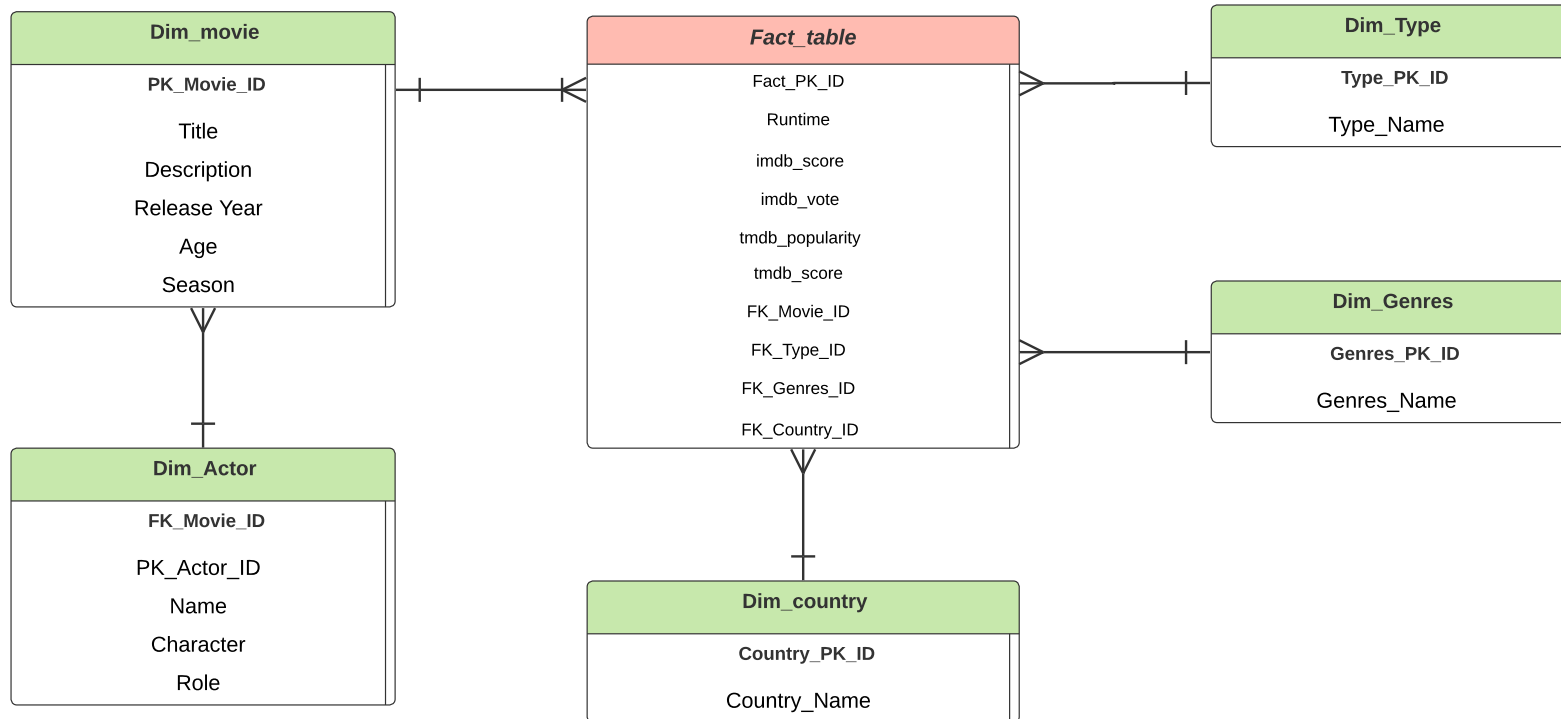 Dim_movie
PK_Movie_ID
Title
Description
Release Year
Age
Season
Fact_table
Fact_PK_ID
Runtime
imdb_score
imdb_vote
tmdb_popularity
tmdb_score
FK_Movie_ID
FK_Type_ID
FK_Genres_ID
FK_Country_ID
Dim_Type
Type_PK_ID
Type_Name
Dim_Genres
Genres_PK_ID
Genres_Name
Dim_Actor
FK_Movie_ID
PK_Actor_ID
Name
Character
Role
Dim_country
Country_PK_ID
Country_Name